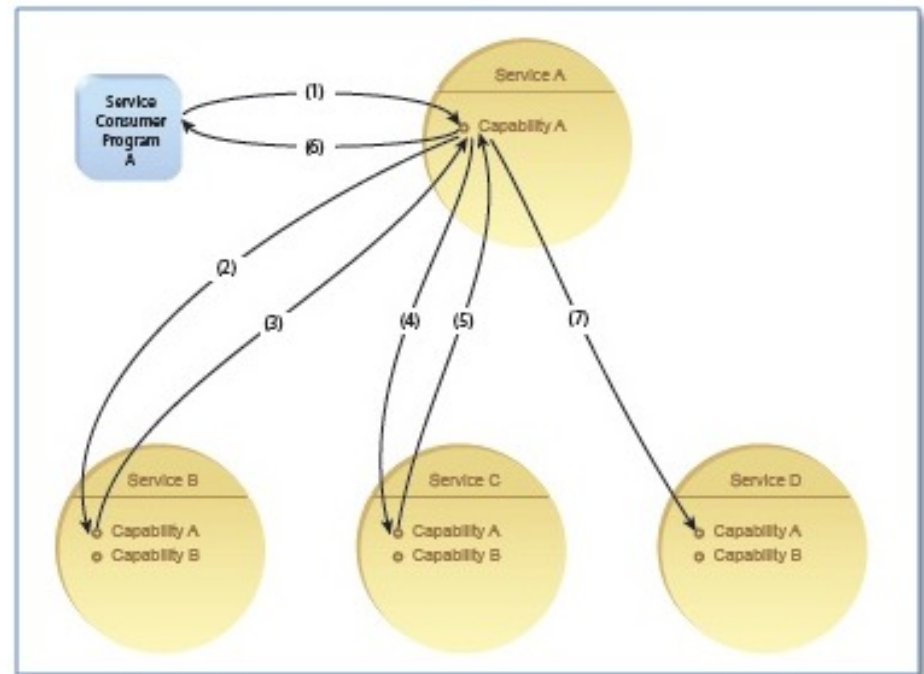 Service A
Service
Consumer
Program
A
(1)
Capability A
(6)
(2)
(3)
(4)
(5)
(7)
Service B
Capability A
Capability B
Service C
Capability A
Capability B
Service D
Capability A
Capability B